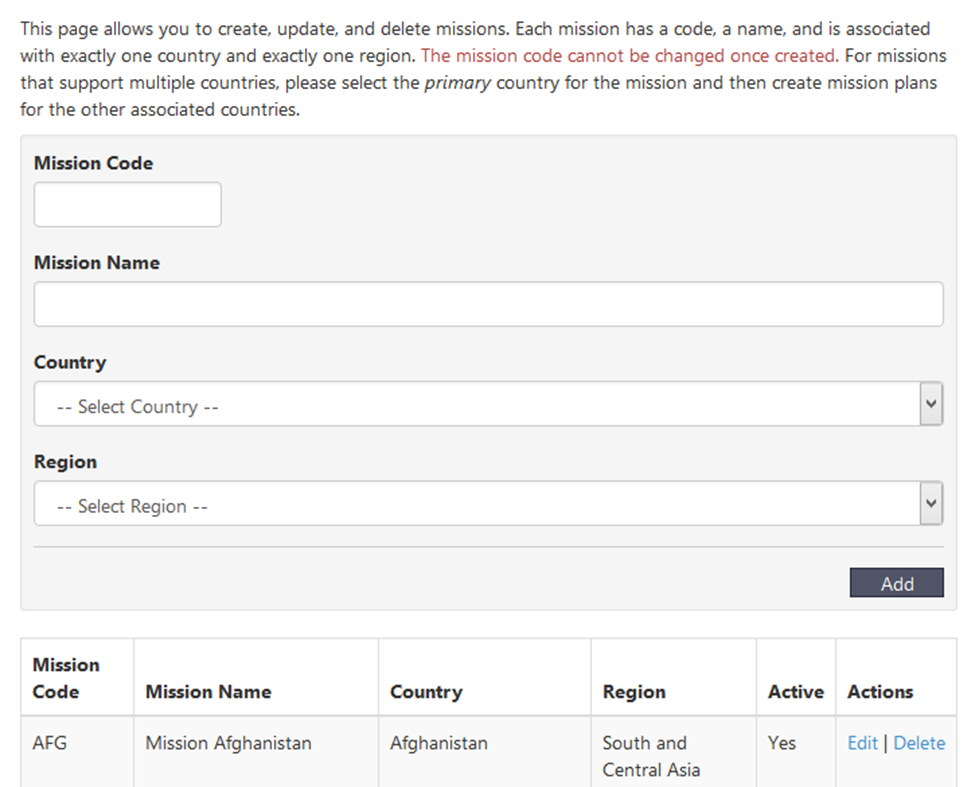 This page allows you to create, update, and delete missions. Each mission has a code, a name, and is associated
with exactly one country and exactly one region. The mission code cannot be changed once created. For missions
that support multiple countries, please select the primary country for the mission and then create mission plans
for the other associated countries.
Mission Code
Mission Name
Country
-- Select Country --
Region
-- Select Region --
Add
Mission
Code Mission Name Country Region Active Actions
AFG Mission Afghanistan Afghanistan South and Yes Edit | Delete
Central Asia